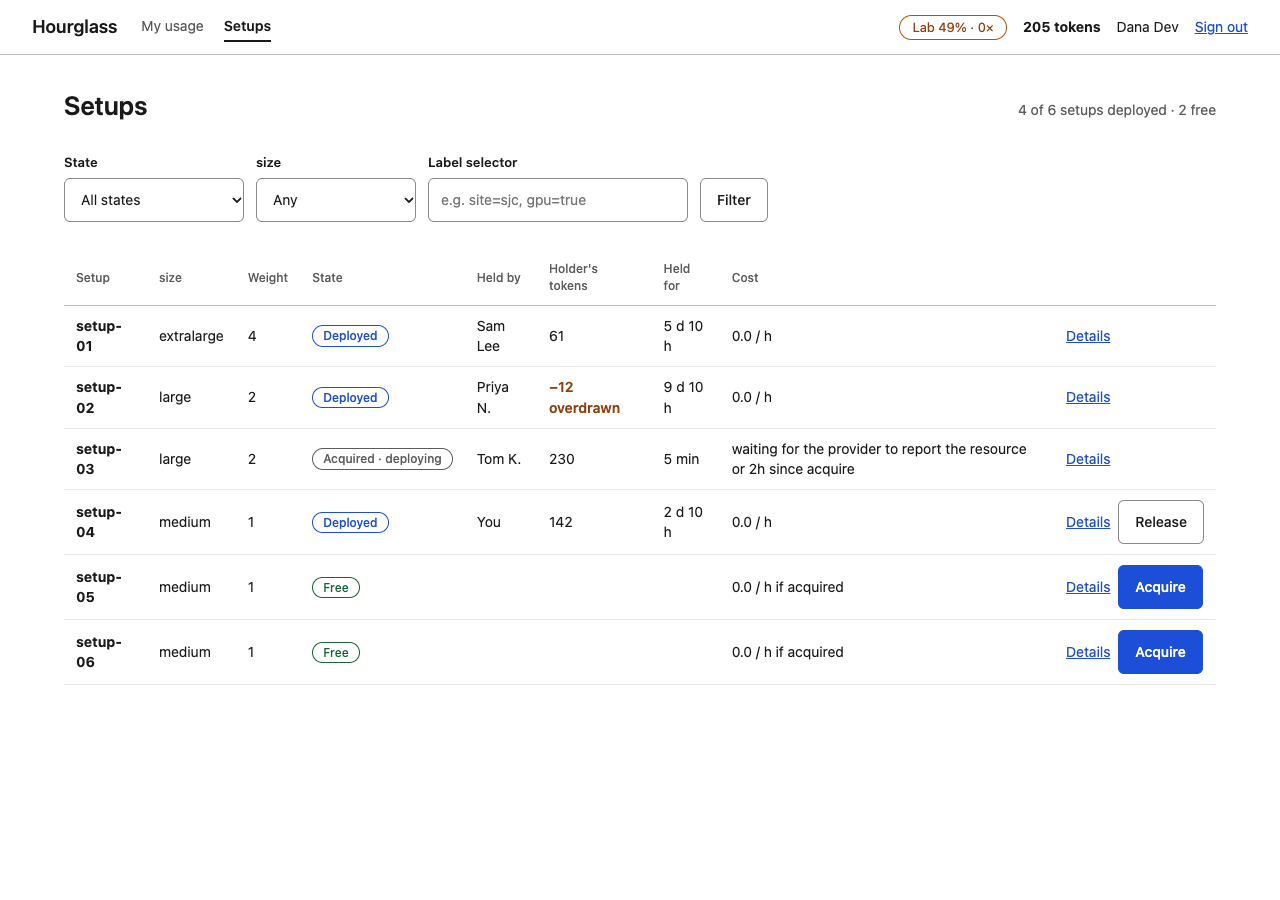 Hourglass My usage Setups Lab 49% · 0× 205 tokens Dana Dev Sign out
Setups 4 of 6 setups deployed · 2 free
State size Label selector
All states Any e.g. site=sjc, gpu=true Filter
Setup size Weight State Held by Holder's tokens Held for Cost
setup-01 extralarge 4 Deployed Sam Lee 61 5 d 10 h 0.0 / h Details
setup-02 large 2 Deployed Priya N. −12 overdrawn 9 d 10 h 0.0 / h Details
setup-03 large 2 Acquired · deploying Tom K. 230 5 min waiting for the provider to report the resource or 2h since acquire Details
setup-04 medium 1 Deployed You 142 2 d 10 h 0.0 / h Details Release
setup-05 medium 1 Free 0.0 / h if acquired Details Acquire
setup-06 medium 1 Free 0.0 / h if acquired Details Acquire